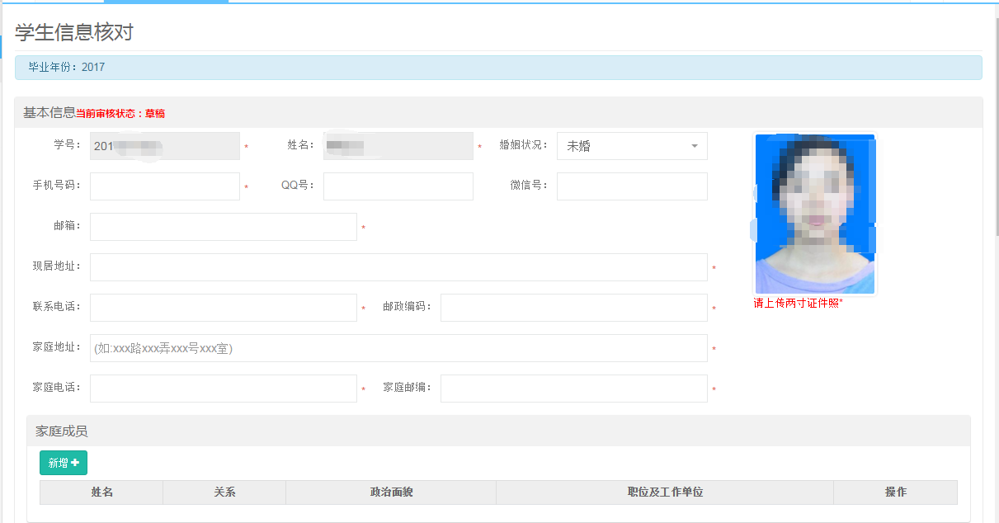 学生信息核对
毕业年份：2017
基本信息当前审核状态：草稿
学号： 201 * 姓名： * 婚姻状况： 未婚
手机号码： * QQ号： 微信号：
邮箱： *
现居地址： *
请上传两寸证件照*
联系电话： * 邮政编码： *
家庭地址： (如:xxx路xxx弄xxx号xxx室) *
家庭电话： * 家庭邮编： *
家庭成员
新增
姓名 关系 政治面貌 职位及工作单位 操作